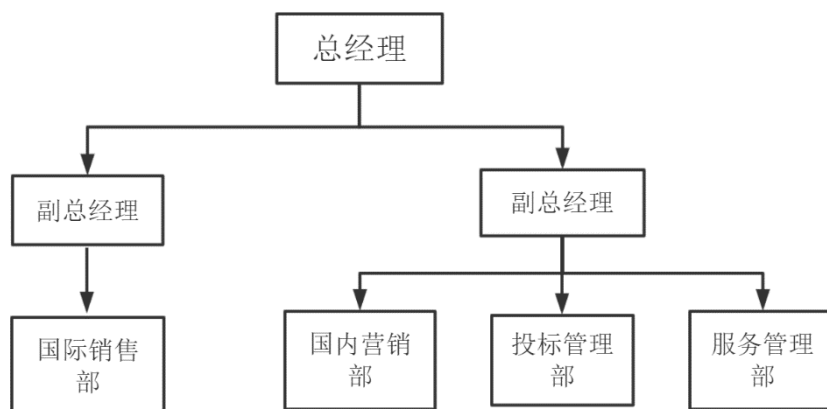 总经理
副总经理
副总经理
国际销售
部
国内营销
部
投标管理
部
服务管理
部